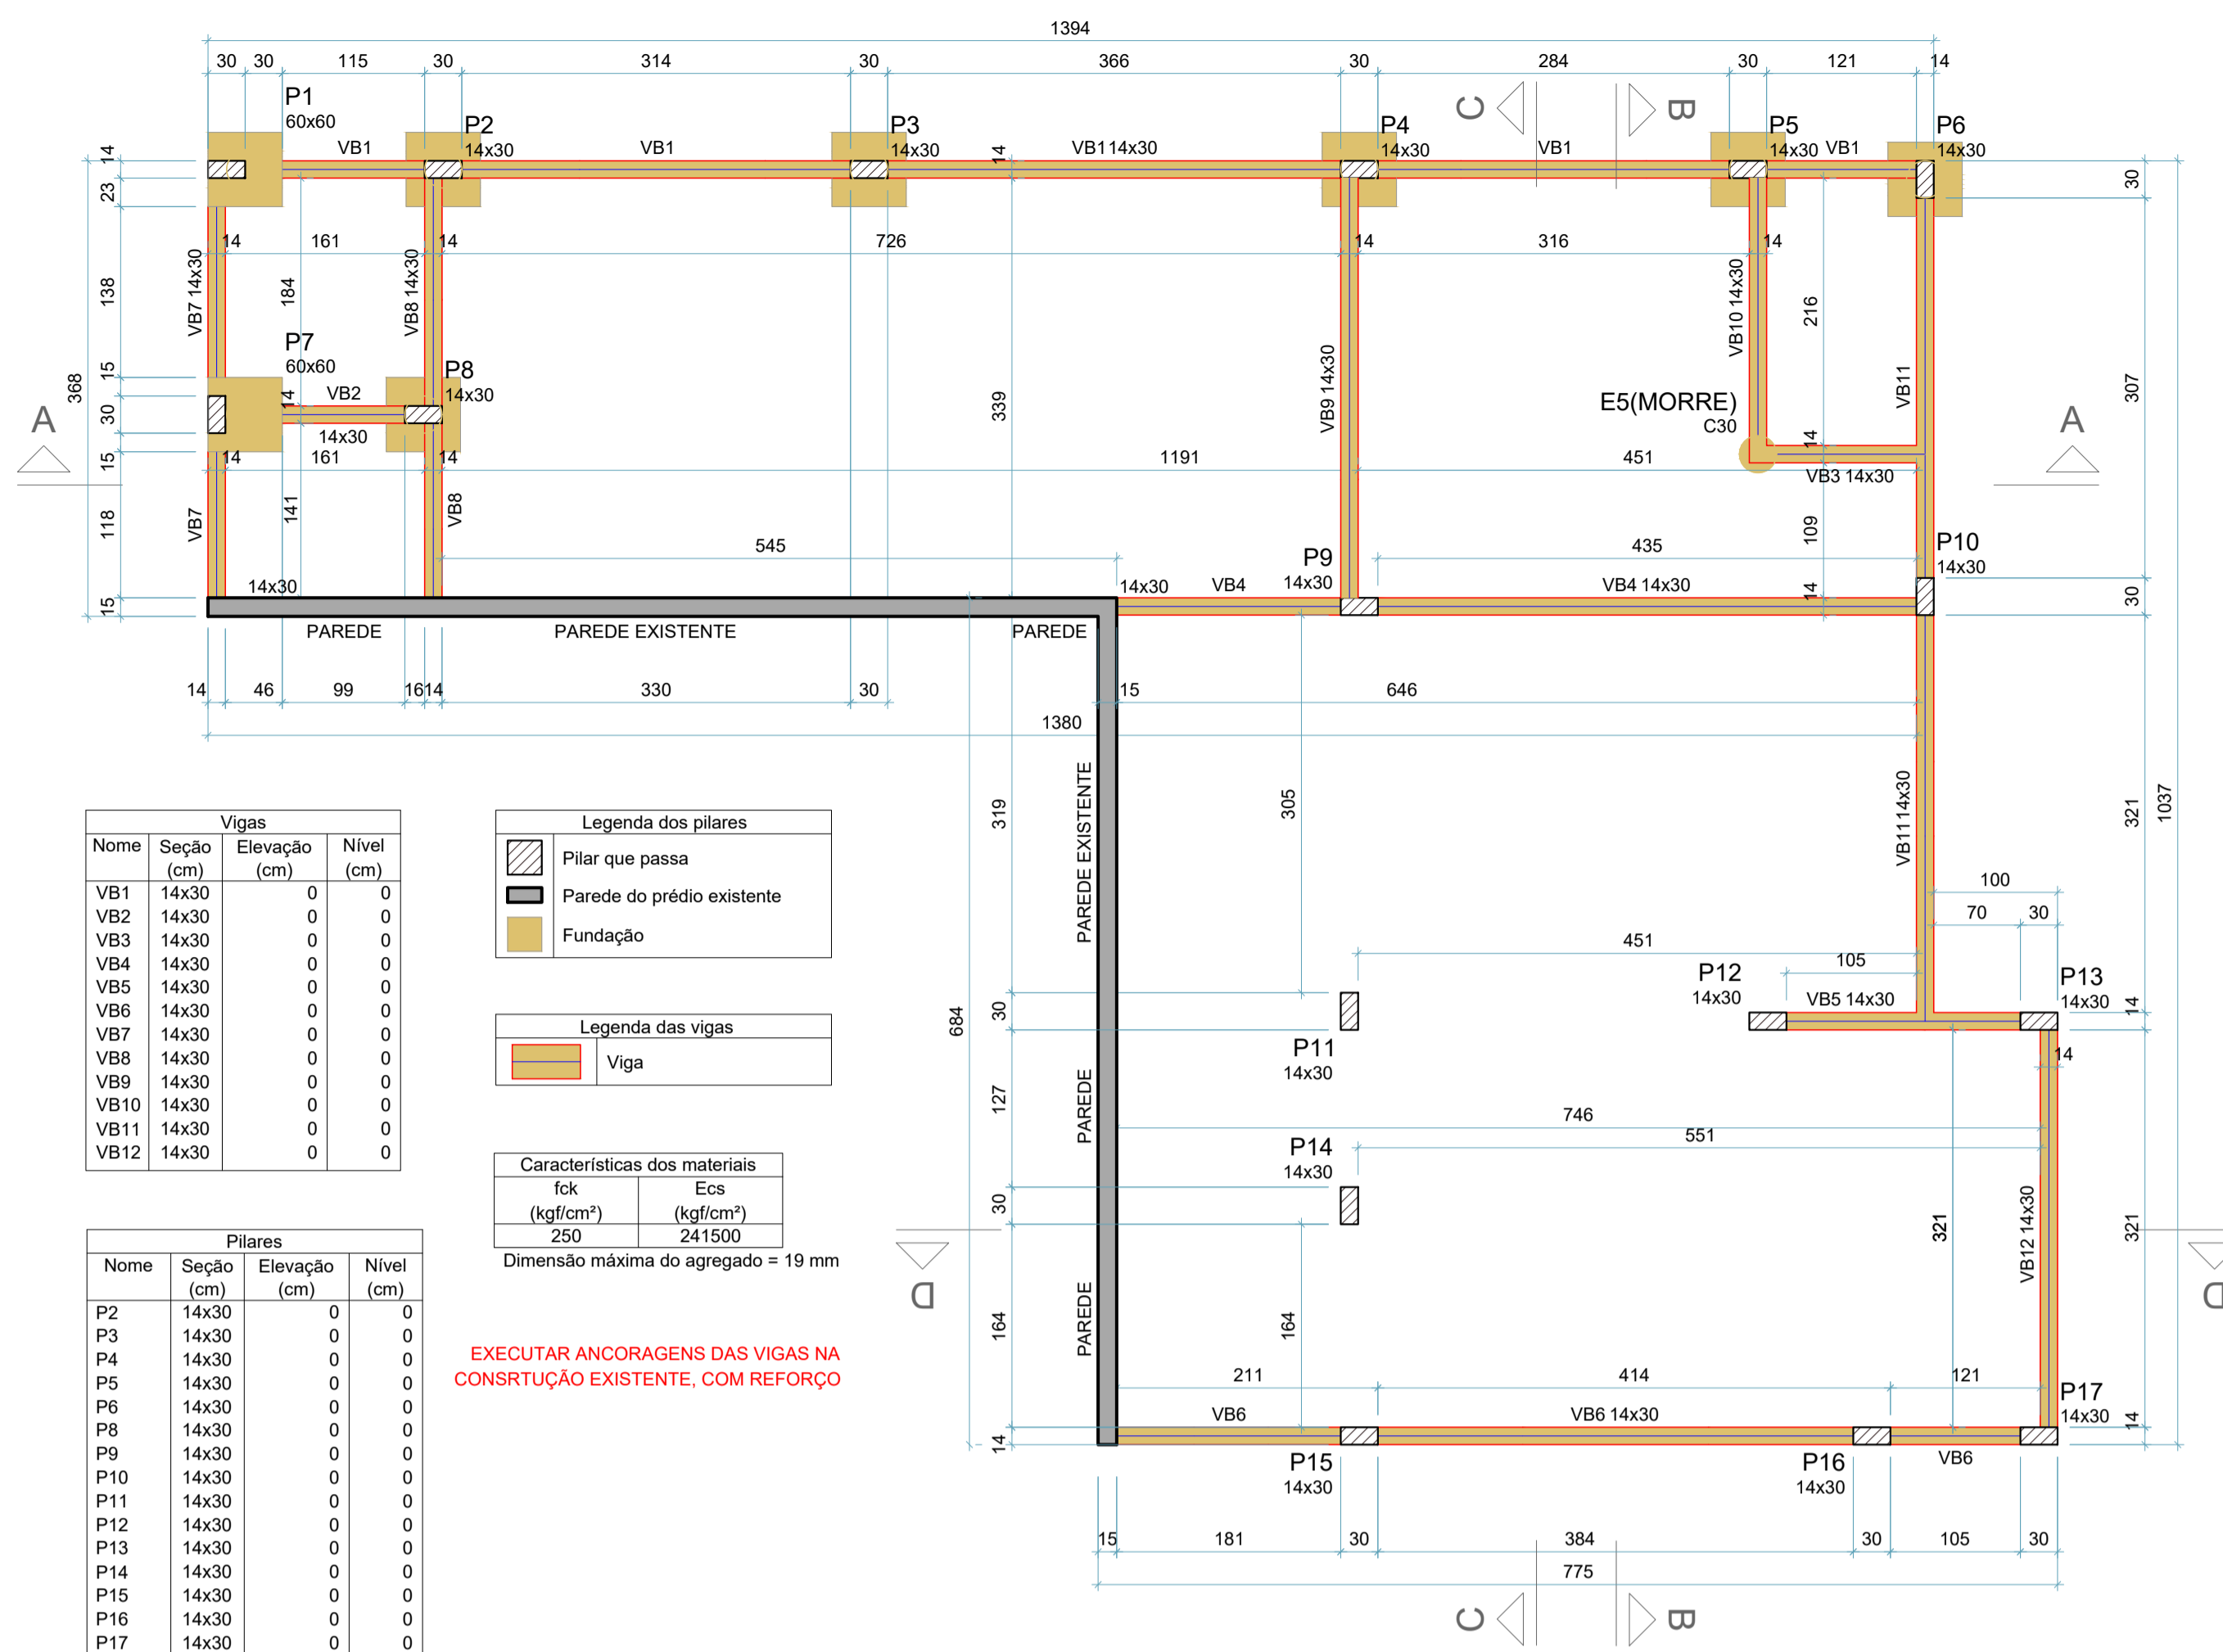 1394
30 30 115 30 314 30 366 30 284 30 121 14
C B
P1
60x60
P2
14x30
P3
14x30
P4
14x30
P5
14x30
P6
14x30
VB1 VB1 VB1 14x30 VB1 VB1
14
23
138
15
30
15
118
15
368
14
30
307
30
321
14
321
14
1037
14 161 14 726 14 316 14
VB7 14x30
184
VB8 14x30
339
VB9 14x30
VB10 14x30
216
VB11
P7
60x60
P8
14x30
VB2
14
14x30
E5(MORRE)
C30
14
VB3 14x30
A A
14 161 14 1191 451
VB7
141
VB8
109
545 435
P9
14x30
P10
14x30
14x30
14x30 VB4
VB4 14x30
14
PAREDE PAREDE EXISTENTE PAREDE
14 46 99 16 14 330 30 15 646
1380
PAREDE EXISTENTE
PAREDE
PAREDE
319
30
127
30
164
14
684
305
164
VB11 14x30
100
70 30
451
105
P12
14x30
VB5 14x30
P13
14x30
14
P11
14x30
746
551
P14
14x30
321
VB12 14x30
D D
211 414 121
VB6 VB6 14x30
P17
14x30
VB6
P15
14x30
P16
14x30
15 181 30 384 30 105 30
775
C B
Vigas
Nome Seção Elevação Nível
(cm) (cm) (cm)
VB1 14x30 0 0
VB2 14x30 0 0
VB3 14x30 0 0
VB4 14x30 0 0
VB5 14x30 0 0
VB6 14x30 0 0
VB7 14x30 0 0
VB8 14x30 0 0
VB9 14x30 0 0
VB10 14x30 0 0
VB11 14x30 0 0
VB12 14x30 0 0
Legenda dos pilares
Pilar que passa
Parede do prédio existente
Fundação
Legenda das vigas
Viga
Características dos materiais
fck Ecs
(kgf/cm²) (kgf/cm²)
250 241500
Dimensão máxima do agregado = 19 mm
EXECUTAR ANCORAGENS DAS VIGAS NA
CONSRTUÇÃO EXISTENTE, COM REFORÇO
Pilares
Nome Seção Elevação Nível
(cm) (cm) (cm)
P2 14x30 0 0
P3 14x30 0 0
P4 14x30 0 0
P5 14x30 0 0
P6 14x30 0 0
P8 14x30 0 0
P9 14x30 0 0
P10 14x30 0 0
P11 14x30 0 0
P12 14x30 0 0
P13 14x30 0 0
P14 14x30 0 0
P15 14x30 0 0
P16 14x30 0 0
P17 14x30 0 0